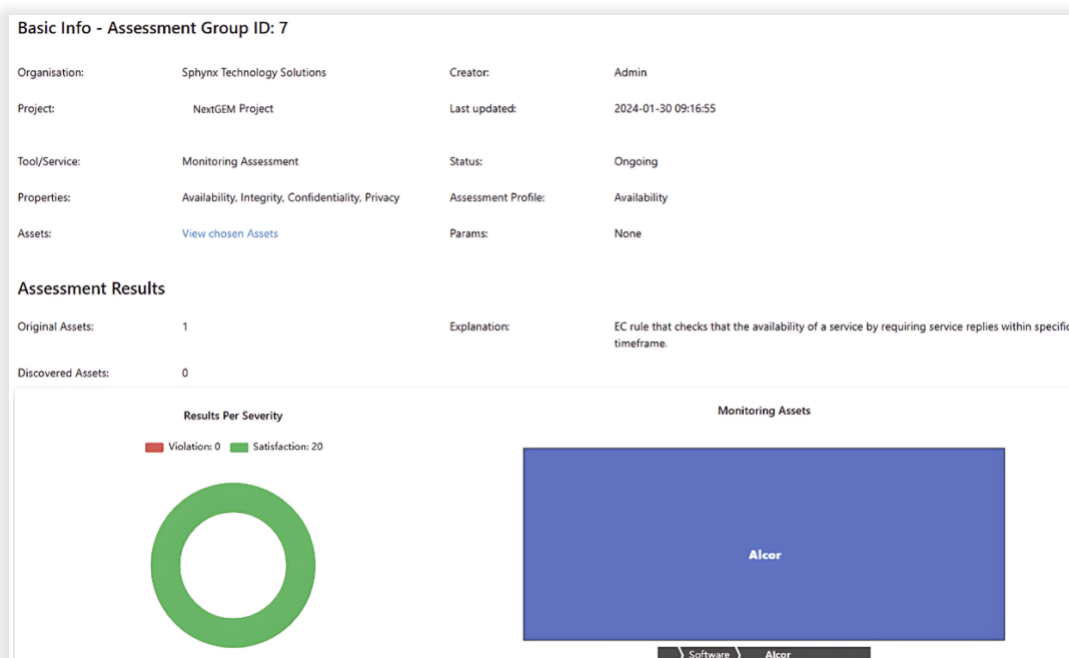 Basic Info - Assessment Group ID: 7
Organisation: Sphynx Technology Solutions Creator: Admin
Project: NextGEM Project Last updated: 2024-01-30 09:16:55
Tool/Service: Monitoring Assessment Status: Ongoing
Properties: Availability, Integrity, Confidentiality, Privacy Assessment Profile: Availability
Assets: View chosen Assets Params: None
Assessment Results
Original Assets: 1 Explanation: EC rule that checks that the availability of a service by requiring service replies within specific
timeframe.
Discovered Assets: 0
Results Per Severity
Violation: 0 Satisfaction: 20
Monitoring Assets
Alcor
Software Alcor